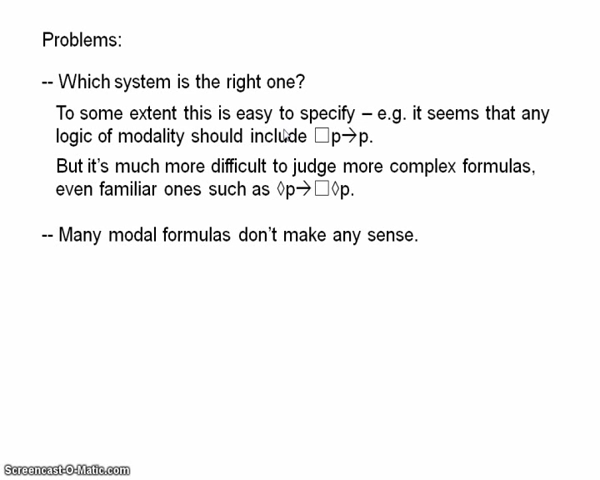 Problems:
-- Which system is the right one?
To some extent this is easy to specify – e.g. it seems that any
logic of modality should include □p→p.
But it's much more difficult to judge more complex formulas,
even familiar ones such as ◊p→□◊p.
-- Many modal formulas don't make any sense.
Screencast-O-Matic.com